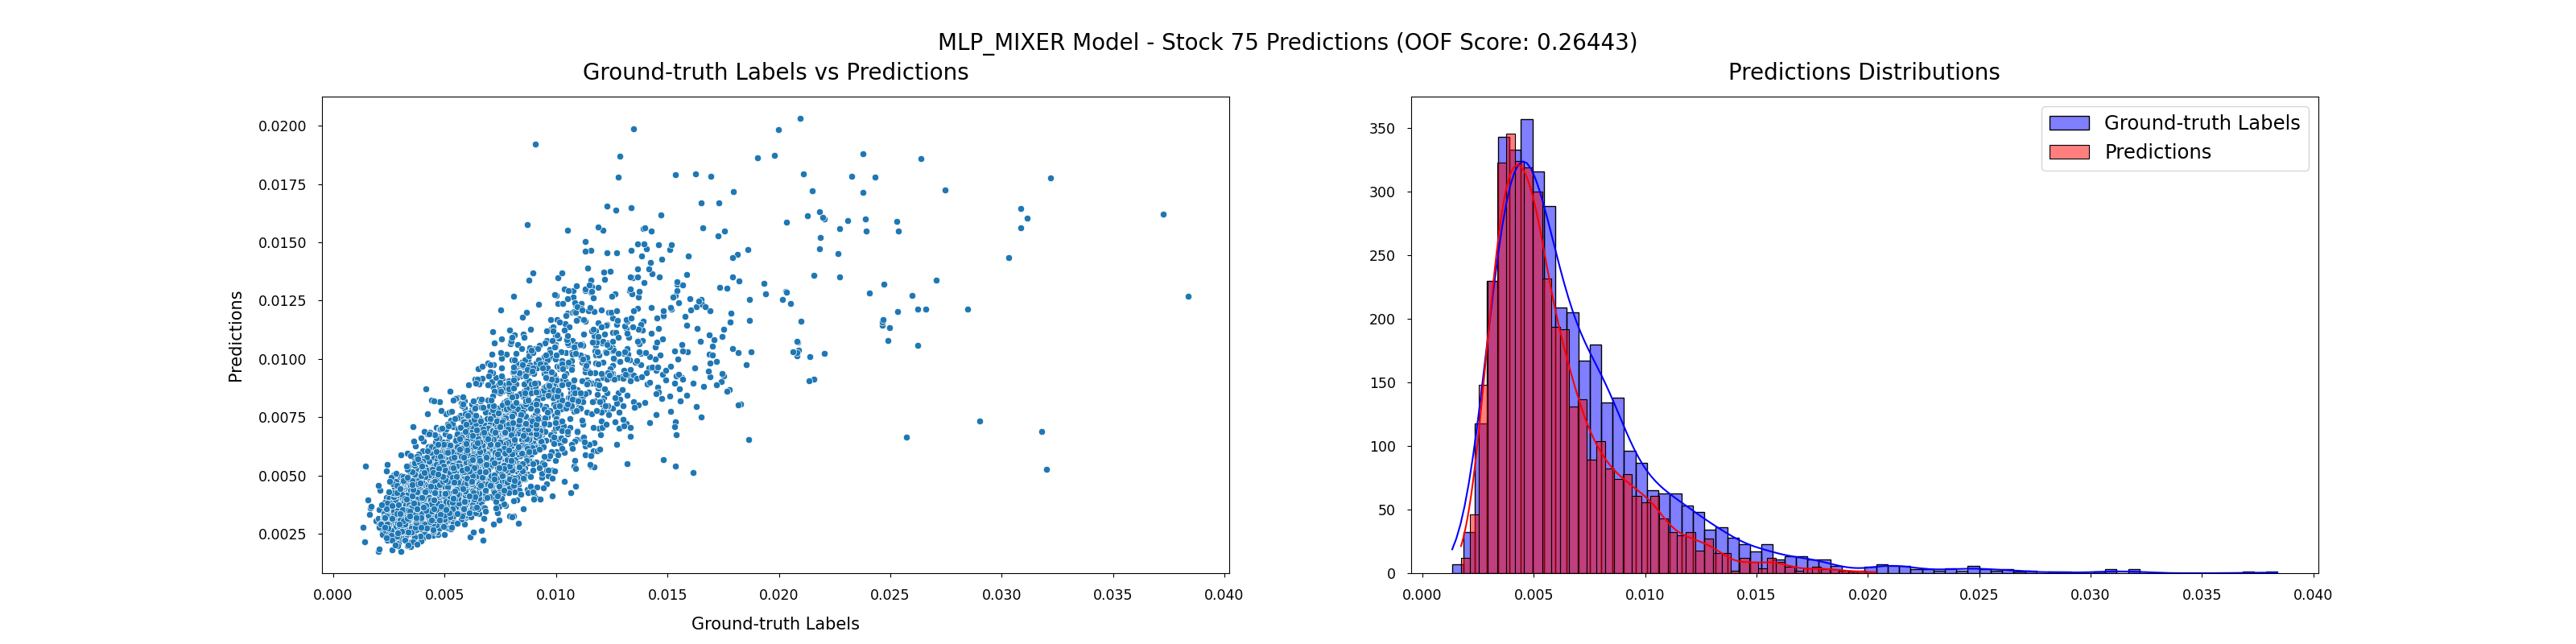 MLP_MIXER Model - Stock 75 Predictions (OOF Score: 0.26443)
Ground-truth Labels vs Predictions
0.0200
0.0175
0.0150
0.0125
0.0100
0.0075
0.0050
0.0025
Predictions
0.000 0.005 0.010 0.015 0.020 0.025 0.030 0.035 0.040
Ground-truth Labels
Predictions Distributions
Ground-truth Labels
Predictions
350
300
250
200
150
100
50
0
0.000 0.005 0.010 0.015 0.020 0.025 0.030 0.035 0.040